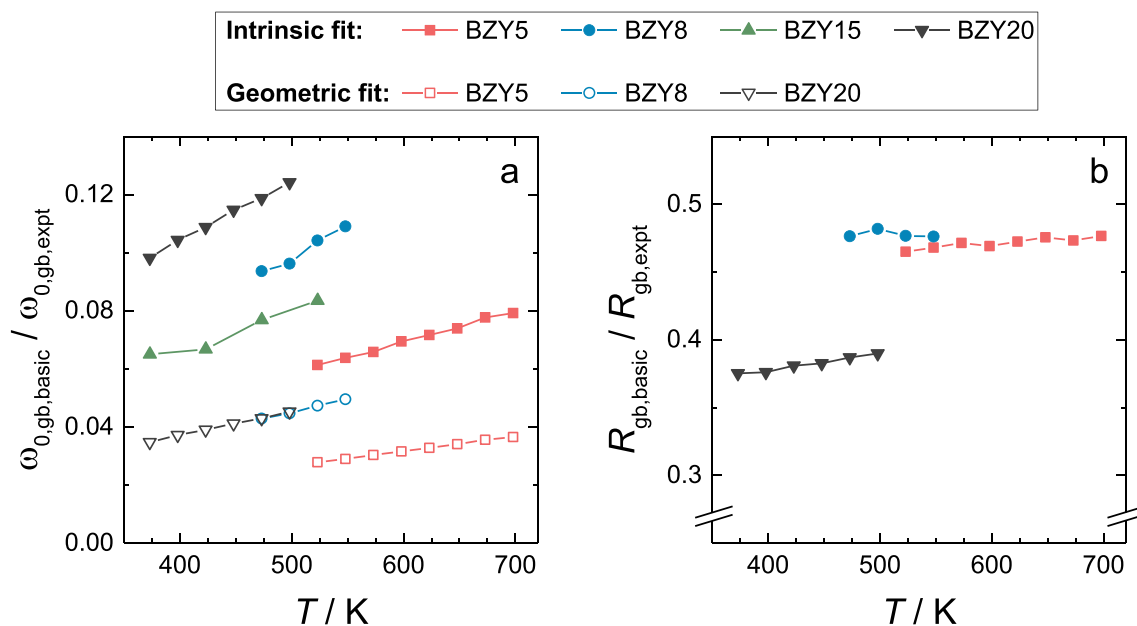 Intrinsic fit: BZY5 BZY8 BZY15 BZY20
Geometric fit: BZY5 BZY8 BZY20
a
0.12
0.08
0.04
0.00
400 500 600 700
T / K
ω0,gb,basic / ω0,gb,expt
b
0.5
0.4
0.3
400 500 600 700
T / K
Rgb,basic / Rgb,expt